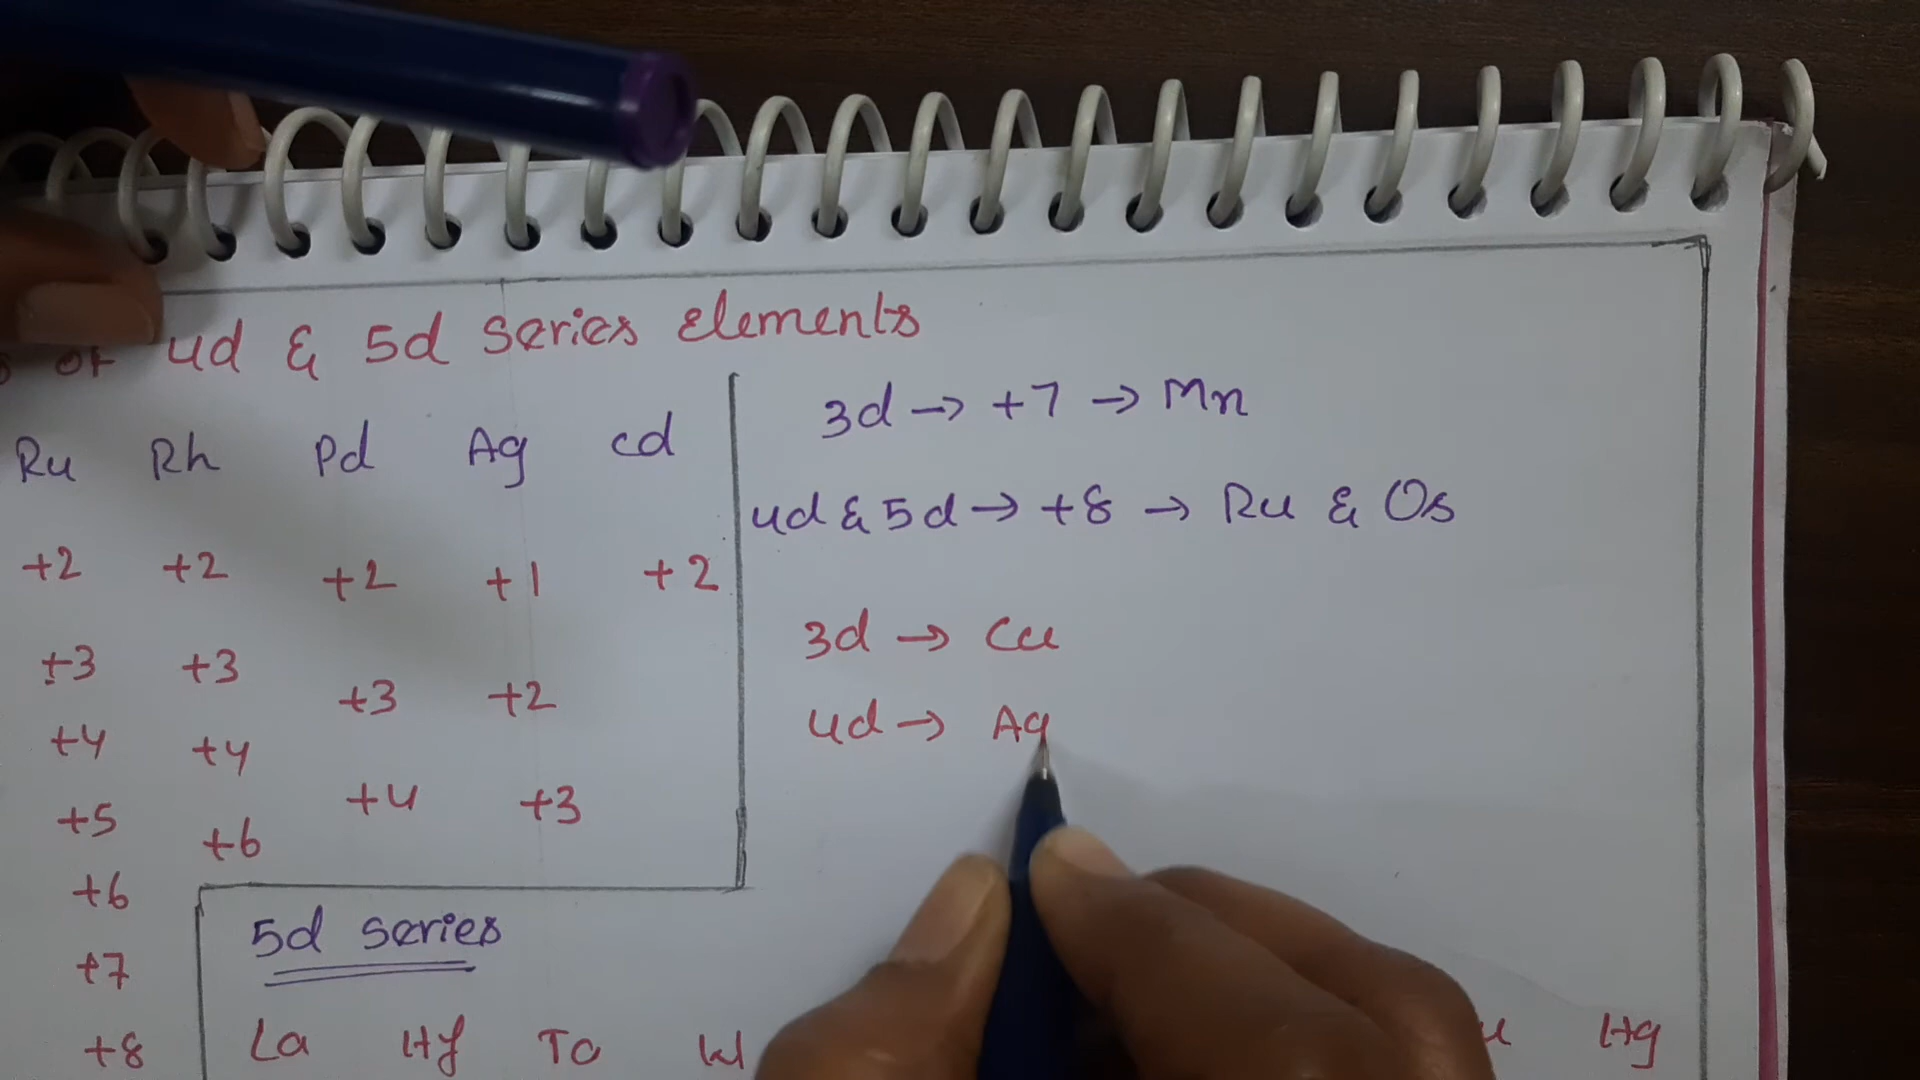 of 4d & 5d series elements
Ru Rh Pd Ag cd
+2 +2 +2 +1 +2
+3 +3 +3 +2
+4 +4 +4 +3
+5 +6
+6
+7
+8
3d → +7 → Mn
4d & 5d → +8 → Ru & Os
3d → Cu
4d → Ag
5d series
La Hf Ta W Hg